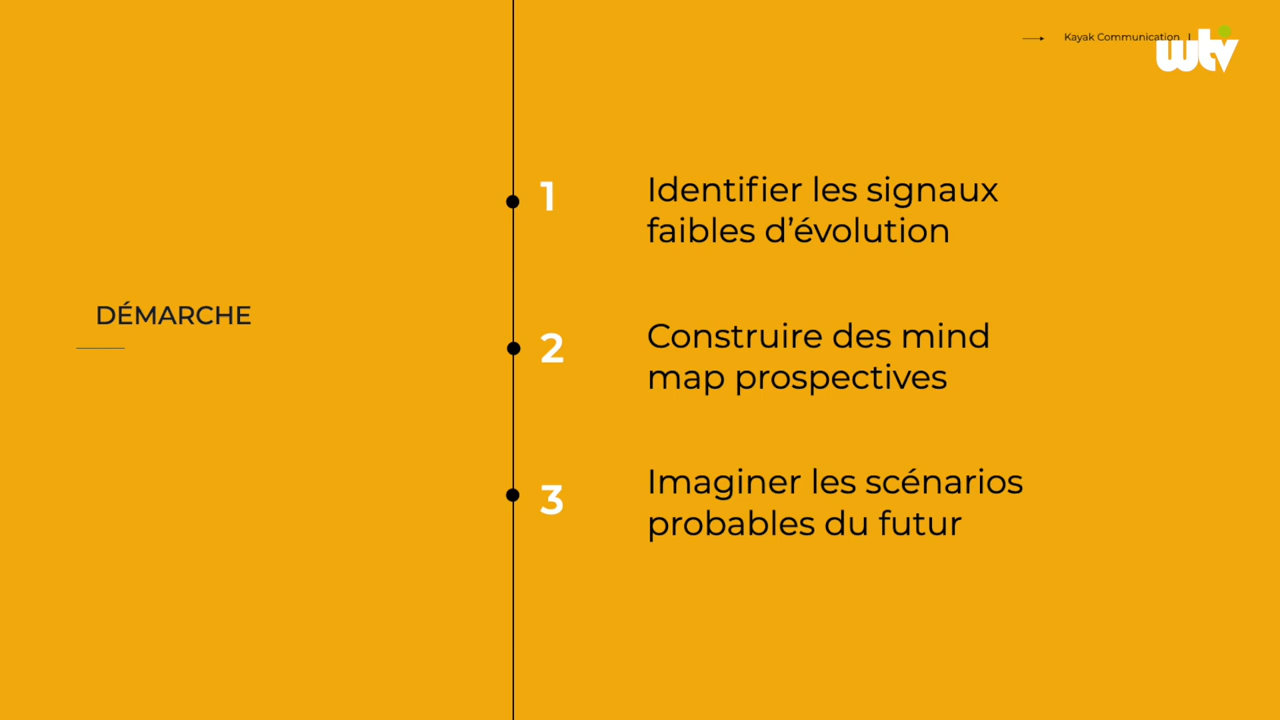 Kayak Communication |
wtv
1
Identifier les signaux
faibles d’évolution
DÉMARCHE
2
Construire des mind
map prospectives
3
Imaginer les scénarios
probables du futur